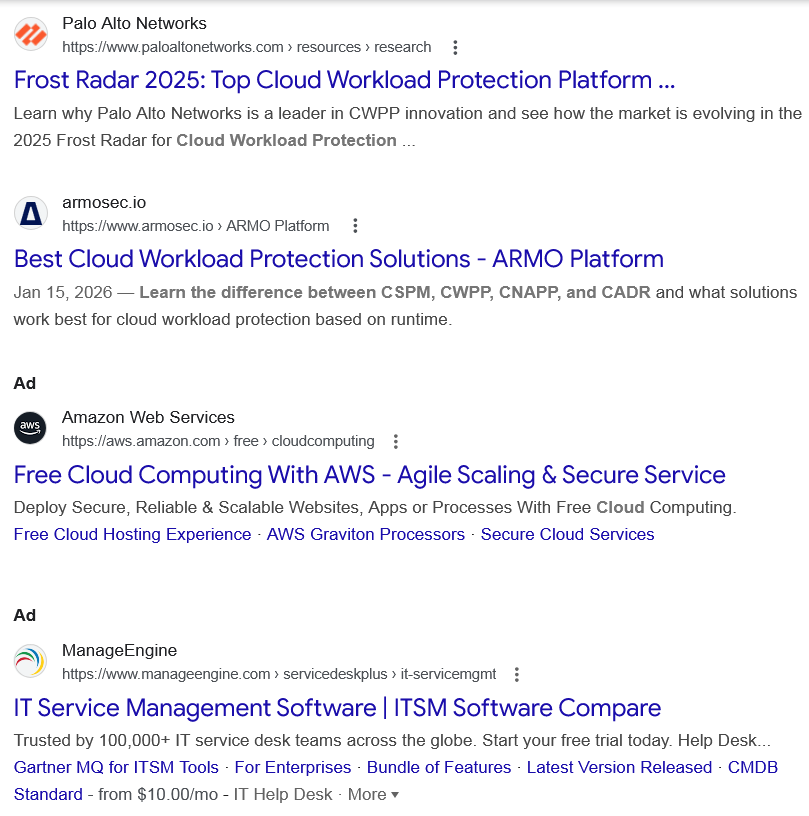 Palo Alto Networks
https://www.paloaltonetworks.com › resources › research
Frost Radar 2025: Top Cloud Workload Protection Platform ...
Learn why Palo Alto Networks is a leader in CWPP innovation and see how the market is evolving in the
2025 Frost Radar for Cloud Workload Protection ...
armosec.io
https://www.armosec.io › ARMO Platform
Best Cloud Workload Protection Solutions - ARMO Platform
Jan 15, 2026 — Learn the difference between CSPM, CWPP, CNAPP, and CADR and what solutions
work best for cloud workload protection based on runtime.
Ad
aws
Amazon Web Services
https://aws.amazon.com › free › cloudcomputing
Free Cloud Computing With AWS - Agile Scaling & Secure Service
Deploy Secure, Reliable & Scalable Websites, Apps or Processes With Free Cloud Computing.
Free Cloud Hosting Experience · AWS Graviton Processors · Secure Cloud Services
Ad
ManageEngine
https://www.manageengine.com › servicedeskplus › it-servicemgmt
IT Service Management Software | ITSM Software Compare
Trusted by 100,000+ IT service desk teams across the globe. Start your free trial today. Help Desk...
Gartner MQ for ITSM Tools · For Enterprises · Bundle of Features · Latest Version Released · CMDB
Standard - from $10.00/mo - IT Help Desk · More ▾